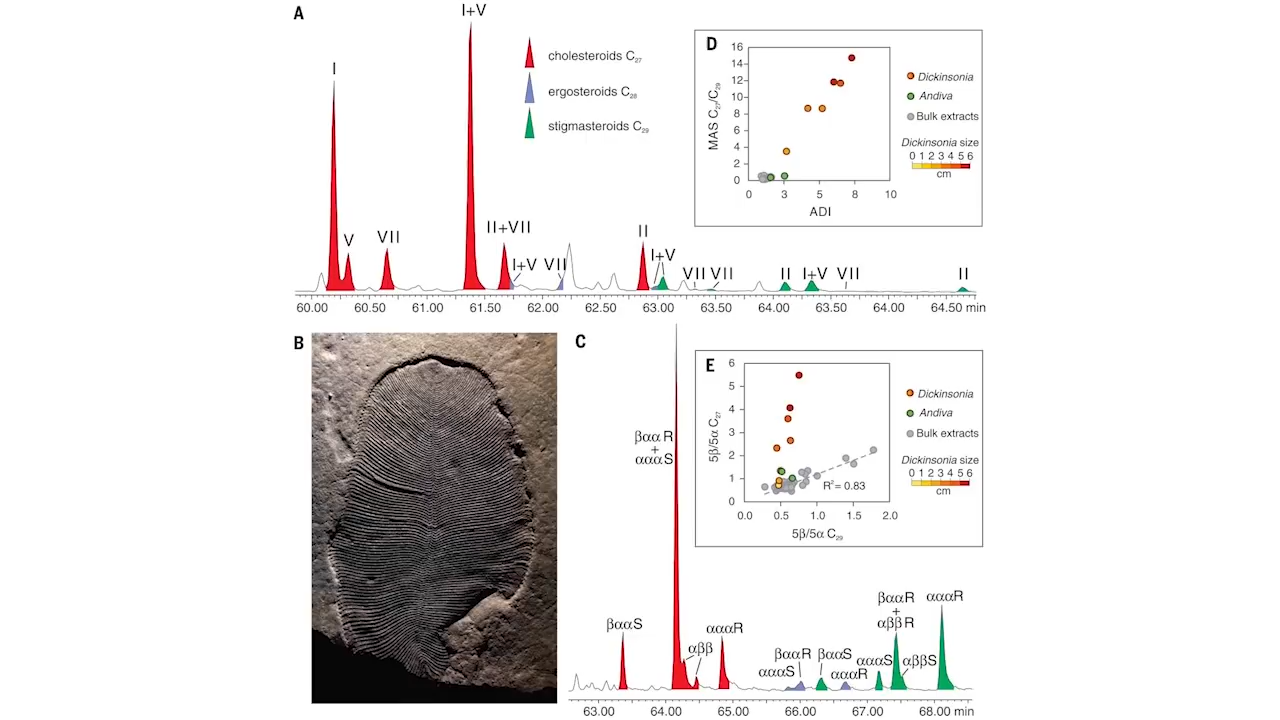 A
I
V
VII
I+V
II+VII
I+V
VII
II
I+V
VII
VII
II
I+V
VII
II
cholesteroids C₂₇
ergosteroids C₂₈
stigmasteroids C₂₉
60.00 60.50 61.00 61.50 62.00 62.50 63.00 63.50 64.00 64.50 min
D
MAS C₂₇/C₂₉
16
14
12
10
8
6
4
2
0
0 3 5 8 10
ADI
Dickinsonia
Andiva
Bulk extracts
Dickinsonia size
0 1 2 3 4 5 6
cm
B
C
βαα R
+
ααα S
βααS
αββ
αααR
αααS
βααR
βααS
αααR
αααS
βααR
+
αββ R
αββS
αααR
63.00 64.00 65.00 66.00 67.00 68.00 min
E
5β/5α C₂₇
6
5
4
3
2
1
0
R² = 0.83
0.0 0.5 1.0 1.5 2.0
5β/5α C₂₉
Dickinsonia
Andiva
Bulk extracts
Dickinsonia size
0 1 2 3 4 5 6
cm